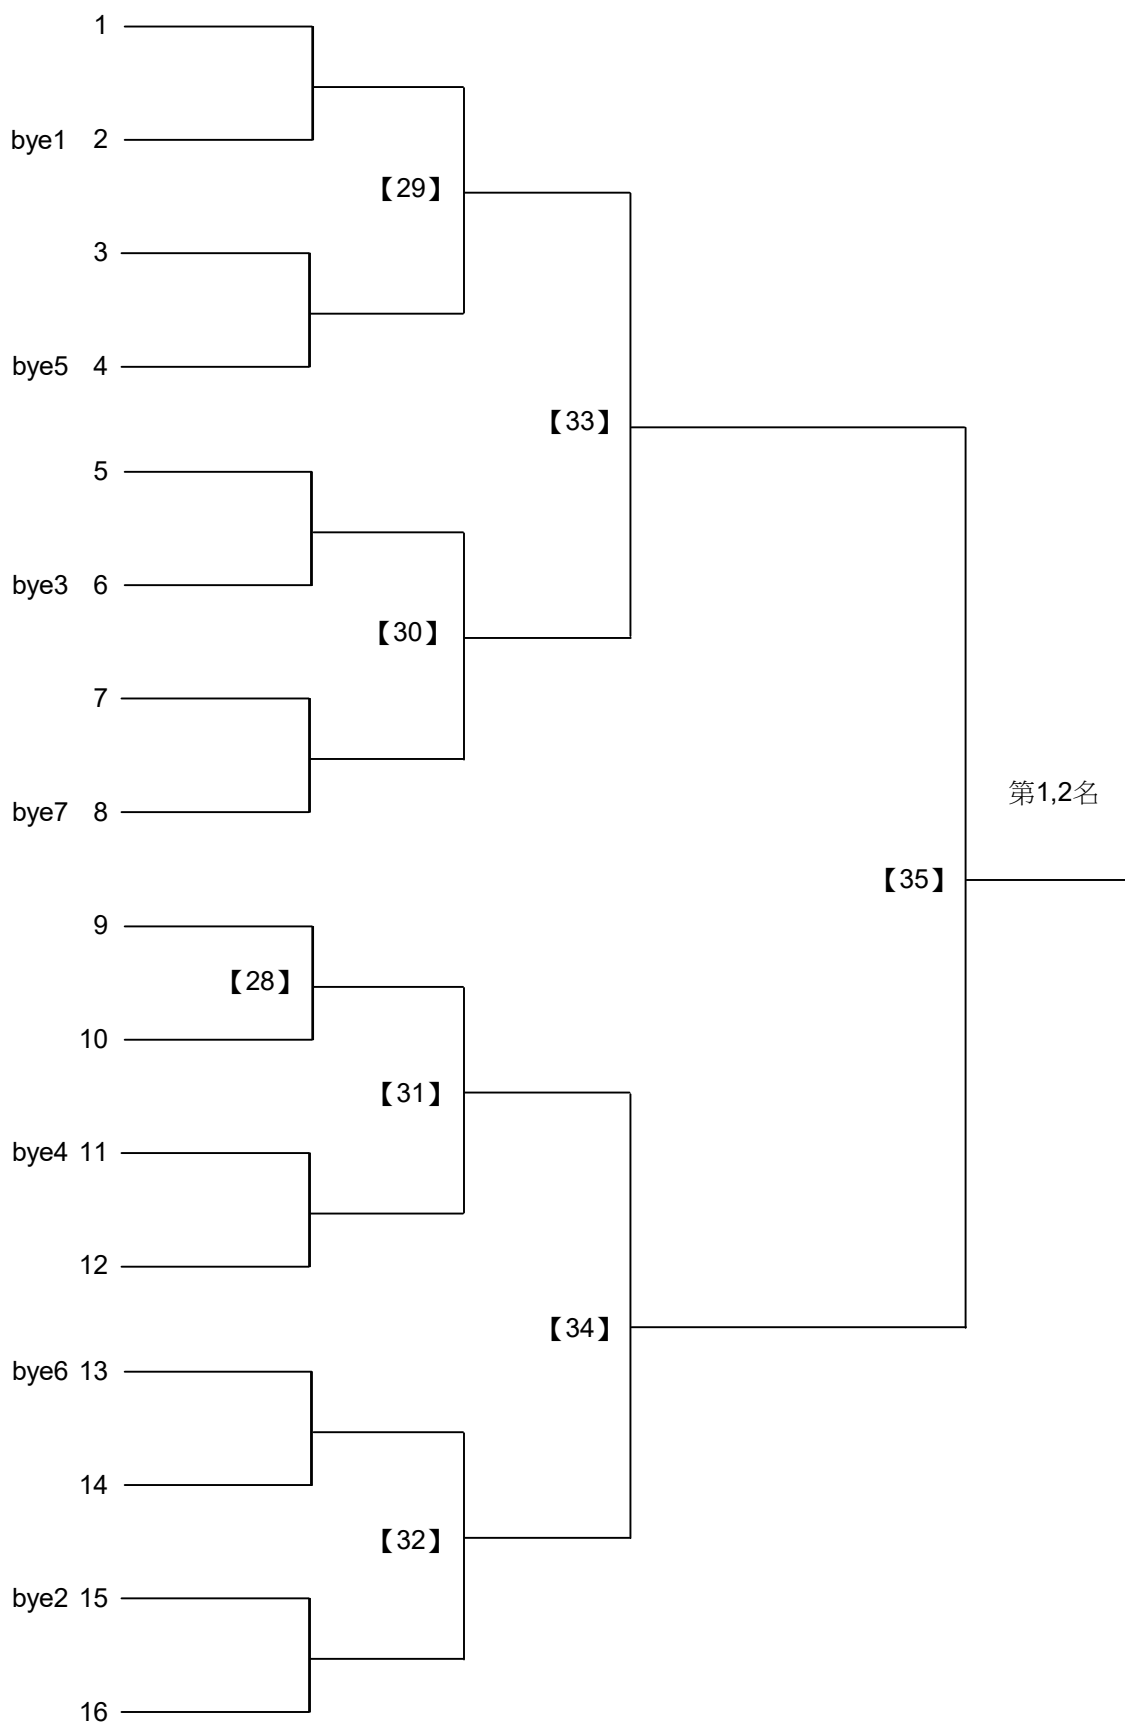 1
bye1 2
【29】
3
bye5 4
【33】
5
bye3 6
【30】
7
第1,2名
bye7 8
【35】
9
【28】
10
【31】
bye4 11
12
【34】
bye6 13
14
【32】
bye2 15
16